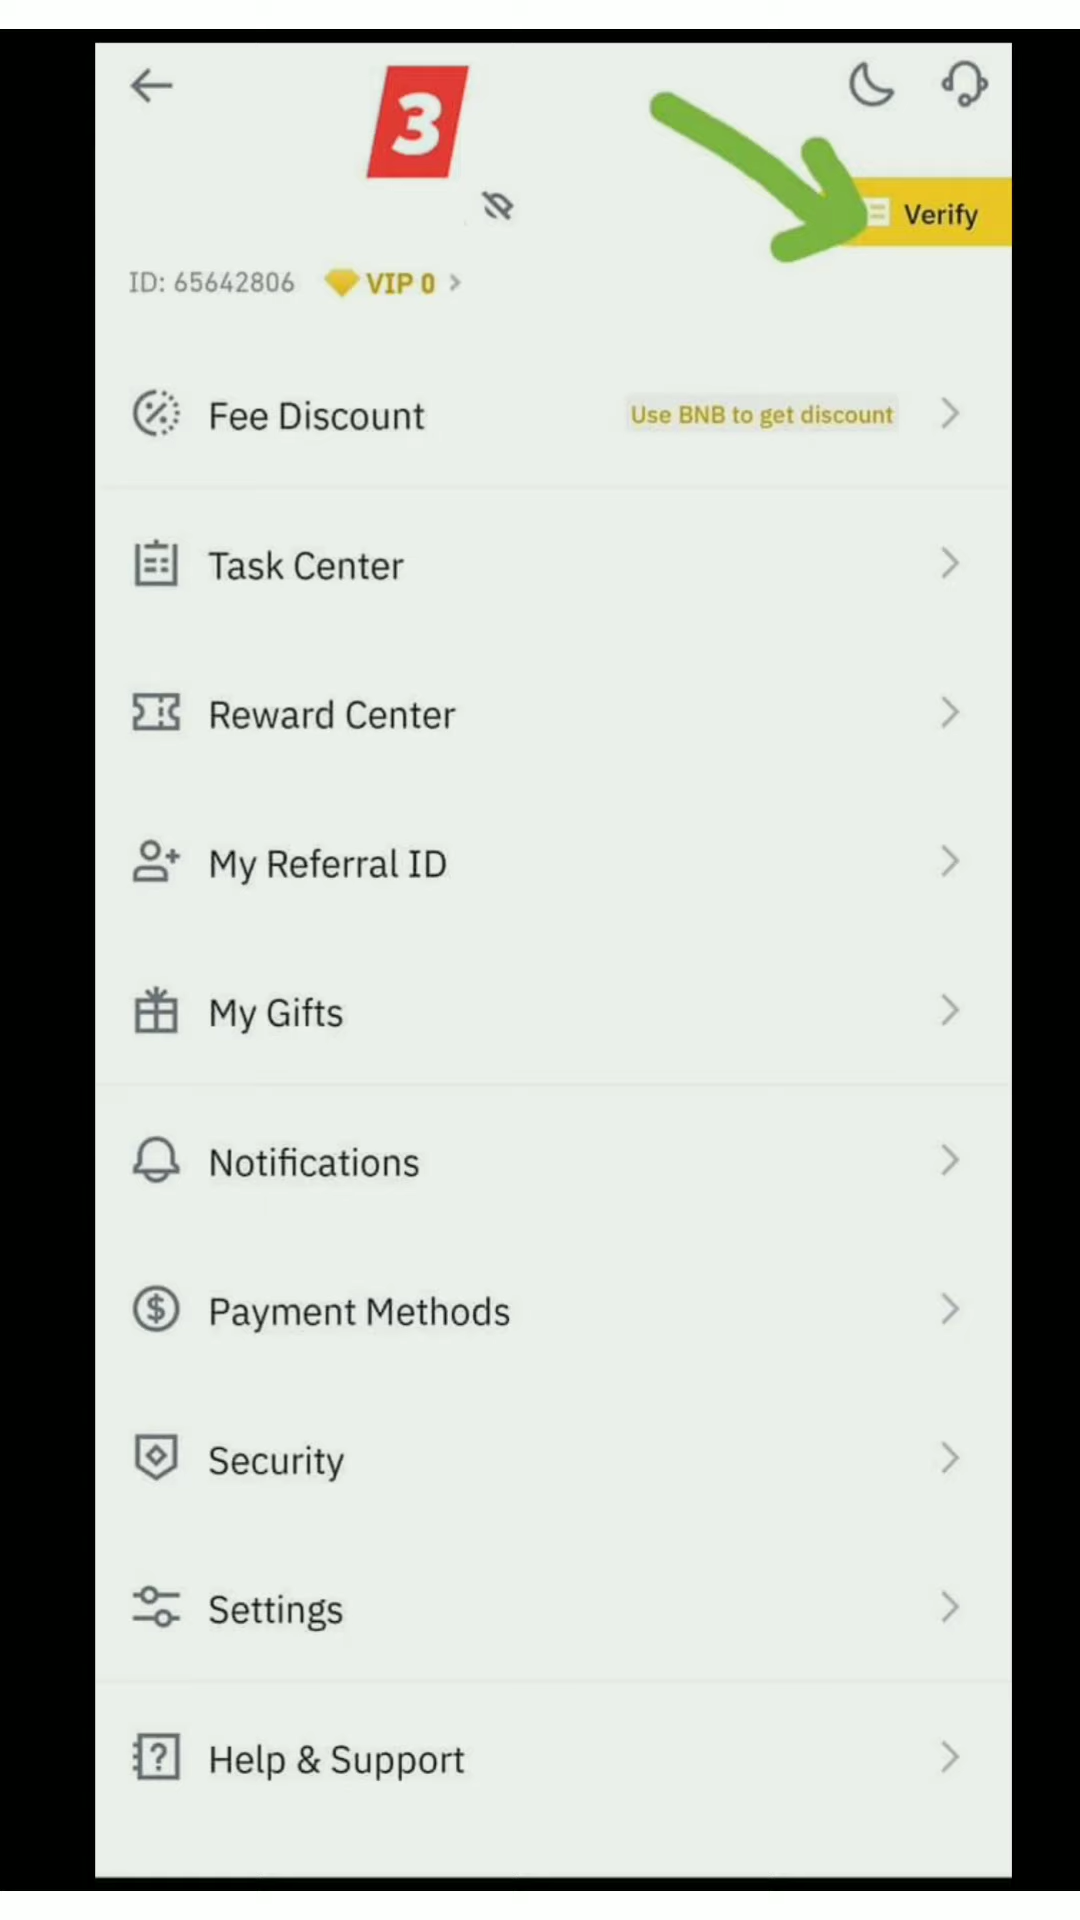 3
Verify
ID: 65642806 VIP 0
Fee Discount Use BNB to get discount
Task Center
Reward Center
My Referral ID
My Gifts
Notifications
Payment Methods
Security
Settings
Help & Support